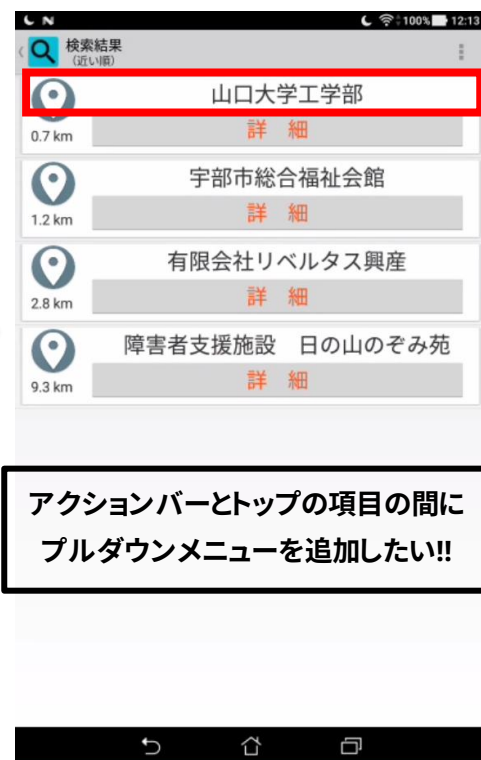 100% 12:13
検索結果
(近い順)
山口大学工学部
0.7 km
詳 細
宇部市総合福祉会館
1.2 km
詳 細
有限会社リベルタス興産
2.8 km
詳 細
障害者支援施設 日の山のぞみ苑
9.3 km
詳 細
アクションバーとトップの項目の間に
プルダウンメニューを追加したい!!